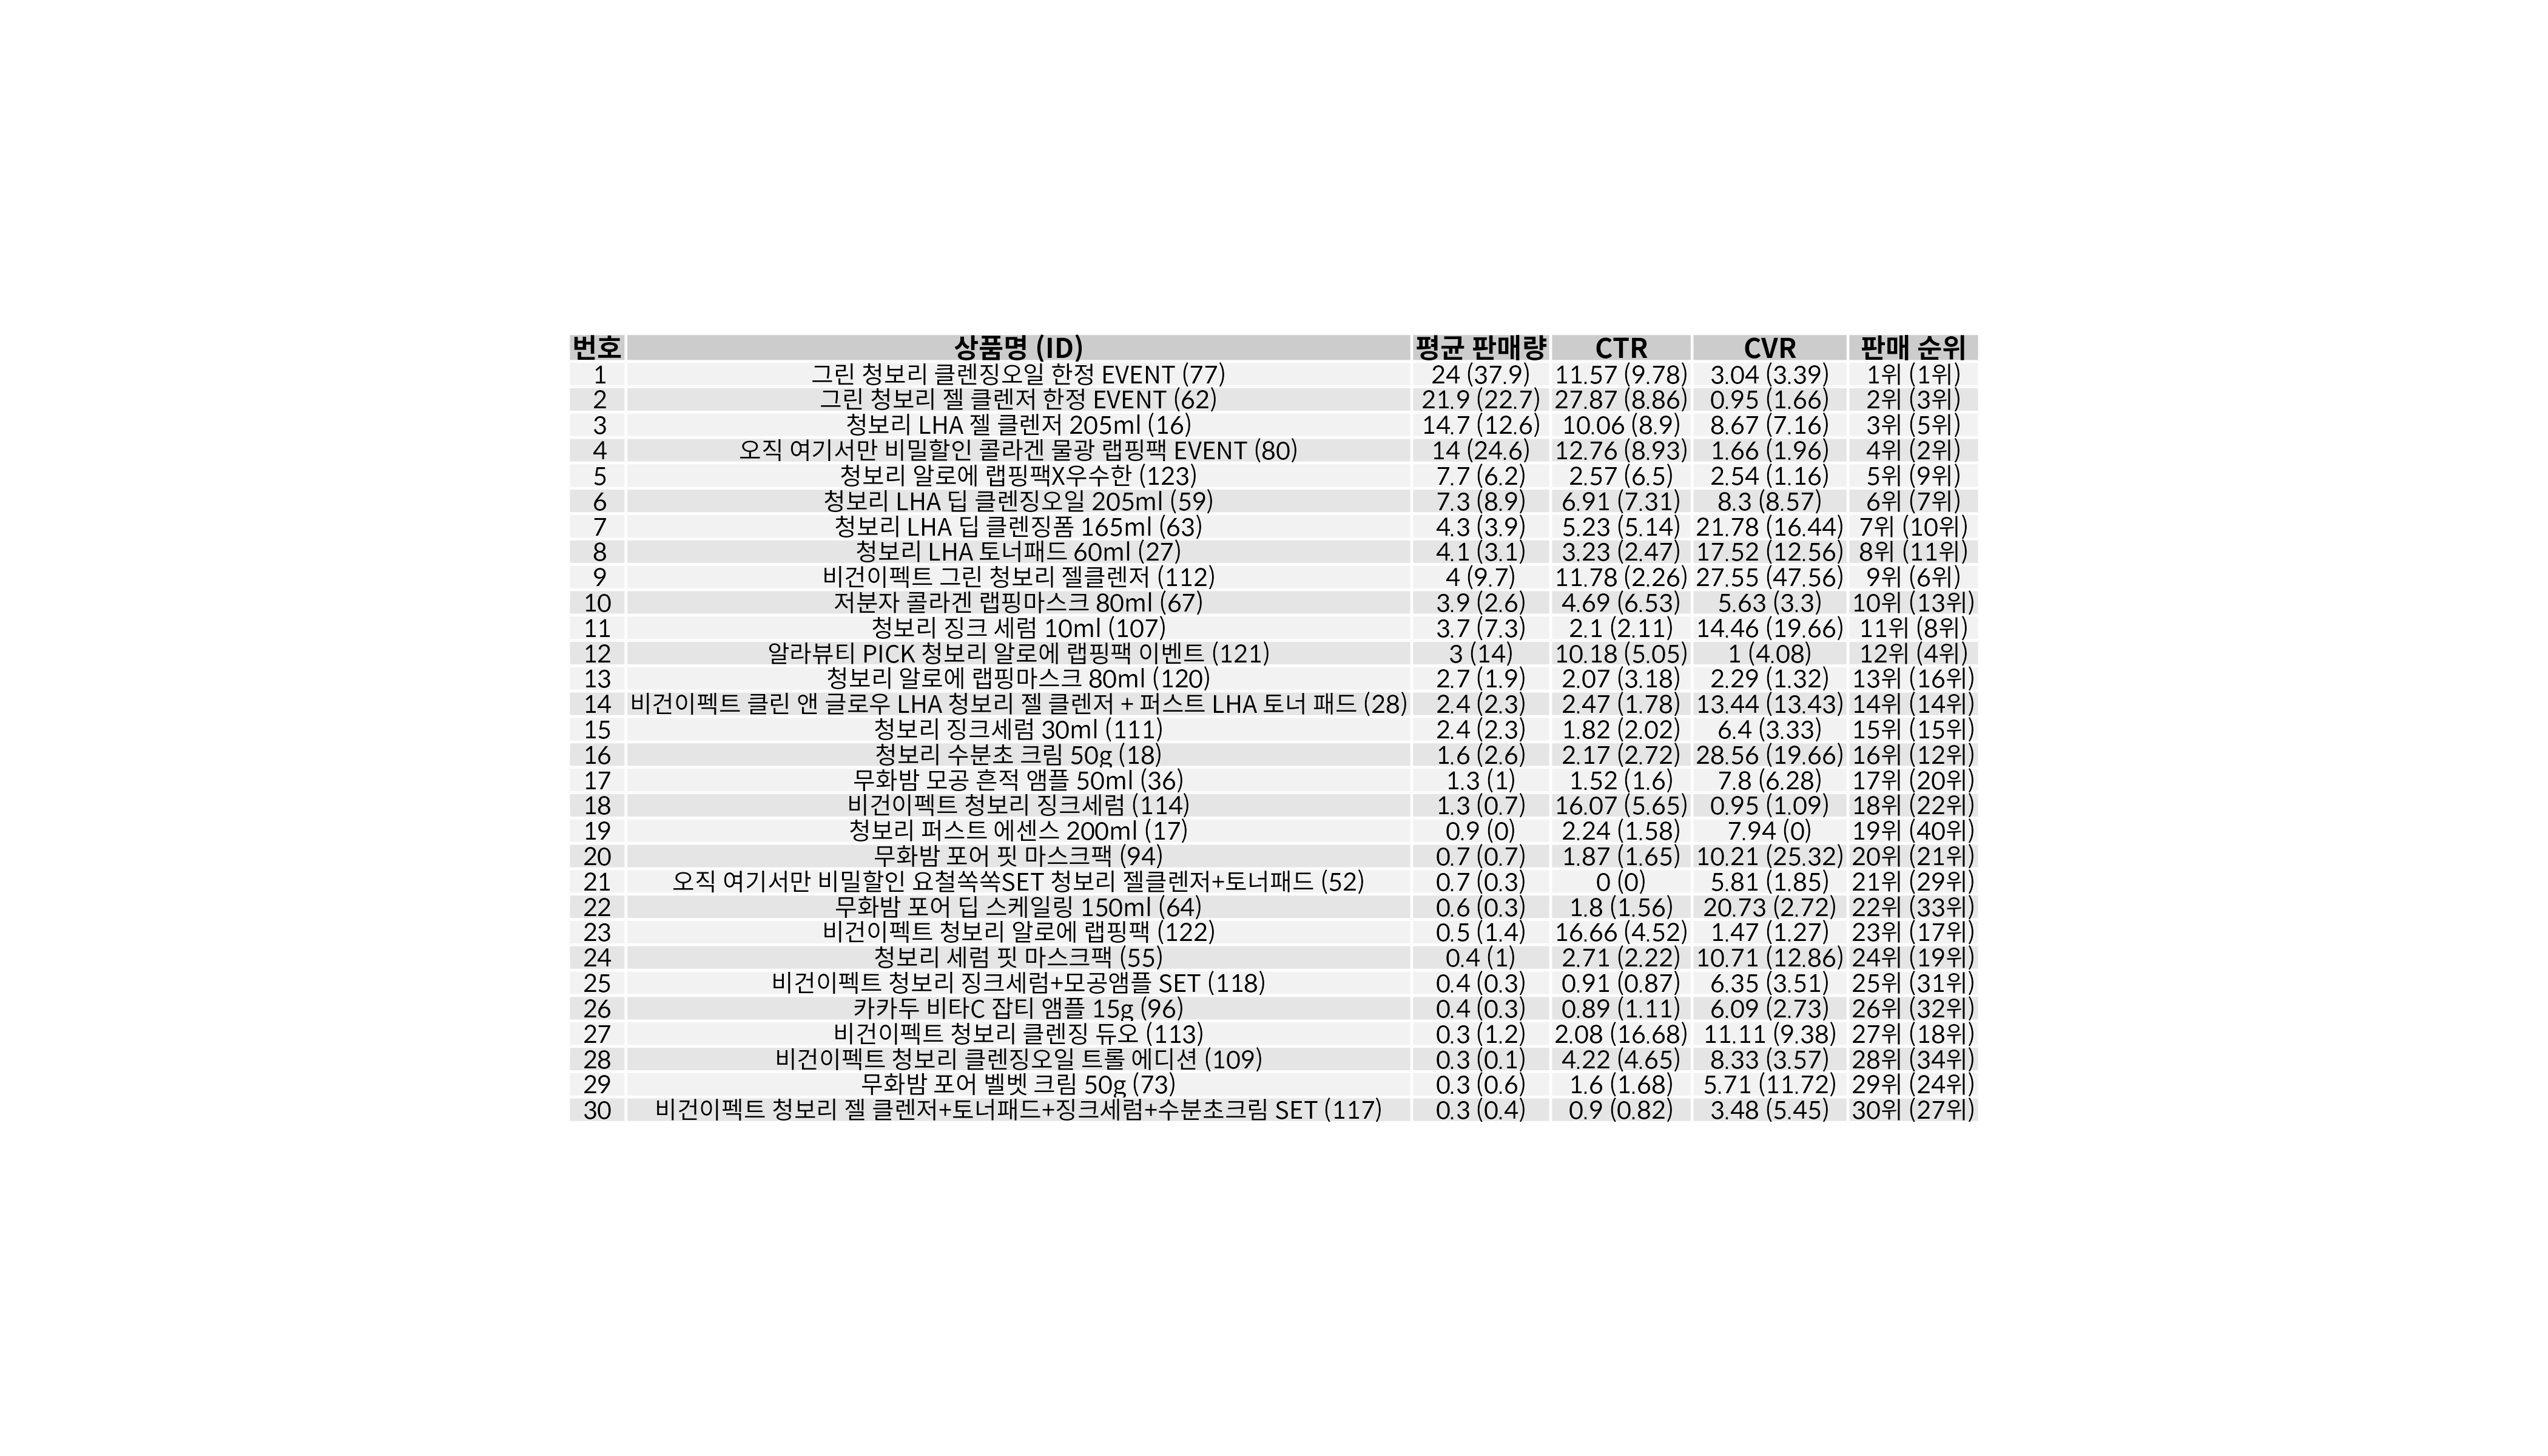 번호 상품명 (ID) 평균 판매량 CTR CVR 판매 순위
1 그린 청보리 클렌징오일 한정 EVENT (77) 24 (37.9) 11.57 (9.78) 3.04 (3.39) 1위 (1위)
2 그린 청보리 젤 클렌저 한정 EVENT (62) 21.9 (22.7) 27.87 (8.86) 0.95 (1.66) 2위 (3위)
3 청보리 LHA 젤 클렌저 205ml (16) 14.7 (12.6) 10.06 (8.9) 8.67 (7.16) 3위 (5위)
4 오직 여기서만 비밀할인 콜라겐 물광 랩핑팩 EVENT (80) 14 (24.6) 12.76 (8.93) 1.66 (1.96) 4위 (2위)
5 청보리 알로에 랩핑팩X우수한 (123) 7.7 (6.2) 2.57 (6.5) 2.54 (1.16) 5위 (9위)
6 청보리 LHA 딥 클렌징오일 205ml (59) 7.3 (8.9) 6.91 (7.31) 8.3 (8.57) 6위 (7위)
7 청보리 LHA 딥 클렌징폼 165ml (63) 4.3 (3.9) 5.23 (5.14) 21.78 (16.44) 7위 (10위)
8 청보리 LHA 토너패드 60ml (27) 4.1 (3.1) 3.23 (2.47) 17.52 (12.56) 8위 (11위)
9 비건이펙트 그린 청보리 젤클렌저 (112) 4 (9.7) 11.78 (2.26) 27.55 (47.56) 9위 (6위)
10 저분자 콜라겐 랩핑마스크 80ml (67) 3.9 (2.6) 4.69 (6.53) 5.63 (3.3) 10위 (13위)
11 청보리 징크 세럼 10ml (107) 3.7 (7.3) 2.1 (2.11) 14.46 (19.66) 11위 (8위)
12 알라뷰티 PICK 청보리 알로에 랩핑팩 이벤트 (121) 3 (14) 10.18 (5.05) 1 (4.08) 12위 (4위)
13 청보리 알로에 랩핑마스크 80ml (120) 2.7 (1.9) 2.07 (3.18) 2.29 (1.32) 13위 (16위)
14 비건이펙트 클린 앤 글로우 LHA 청보리 젤 클렌저 + 퍼스트 LHA 토너 패드 (28) 2.4 (2.3) 2.47 (1.78) 13.44 (13.43) 14위 (14위)
15 청보리 징크세럼 30ml (111) 2.4 (2.3) 1.82 (2.02) 6.4 (3.33) 15위 (15위)
16 청보리 수분초 크림 50g (18) 1.6 (2.6) 2.17 (2.72) 28.56 (19.66) 16위 (12위)
17 무화밤 모공 흔적 앰플 50ml (36) 1.3 (1) 1.52 (1.6) 7.8 (6.28) 17위 (20위)
18 비건이펙트 청보리 징크세럼 (114) 1.3 (0.7) 16.07 (5.65) 0.95 (1.09) 18위 (22위)
19 청보리 퍼스트 에센스 200ml (17) 0.9 (0) 2.24 (1.58) 7.94 (0) 19위 (40위)
20 무화밤 포어 핏 마스크팩 (94) 0.7 (0.7) 1.87 (1.65) 10.21 (25.32) 20위 (21위)
21 오직 여기서만 비밀할인 요철쏙쏙SET 청보리 젤클렌저+토너패드 (52) 0.7 (0.3) 0 (0) 5.81 (1.85) 21위 (29위)
22 무화밤 포어 딥 스케일링 150ml (64) 0.6 (0.3) 1.8 (1.56) 20.73 (2.72) 22위 (33위)
23 비건이펙트 청보리 알로에 랩핑팩 (122) 0.5 (1.4) 16.66 (4.52) 1.47 (1.27) 23위 (17위)
24 청보리 세럼 핏 마스크팩 (55) 0.4 (1) 2.71 (2.22) 10.71 (12.86) 24위 (19위)
25 비건이펙트 청보리 징크세럼+모공앰플 SET (118) 0.4 (0.3) 0.91 (0.87) 6.35 (3.51) 25위 (31위)
26 카카두 비타C 잡티 앰플 15g (96) 0.4 (0.3) 0.89 (1.11) 6.09 (2.73) 26위 (32위)
27 비건이펙트 청보리 클렌징 듀오 (113) 0.3 (1.2) 2.08 (16.68) 11.11 (9.38) 27위 (18위)
28 비건이펙트 청보리 클렌징오일 트롤 에디션 (109) 0.3 (0.1) 4.22 (4.65) 8.33 (3.57) 28위 (34위)
29 무화밤 포어 벨벳 크림 50g (73) 0.3 (0.6) 1.6 (1.68) 5.71 (11.72) 29위 (24위)
30 비건이펙트 청보리 젤 클렌저+토너패드+징크세럼+수분초크림 SET (117) 0.3 (0.4) 0.9 (0.82) 3.48 (5.45) 30위 (27위)